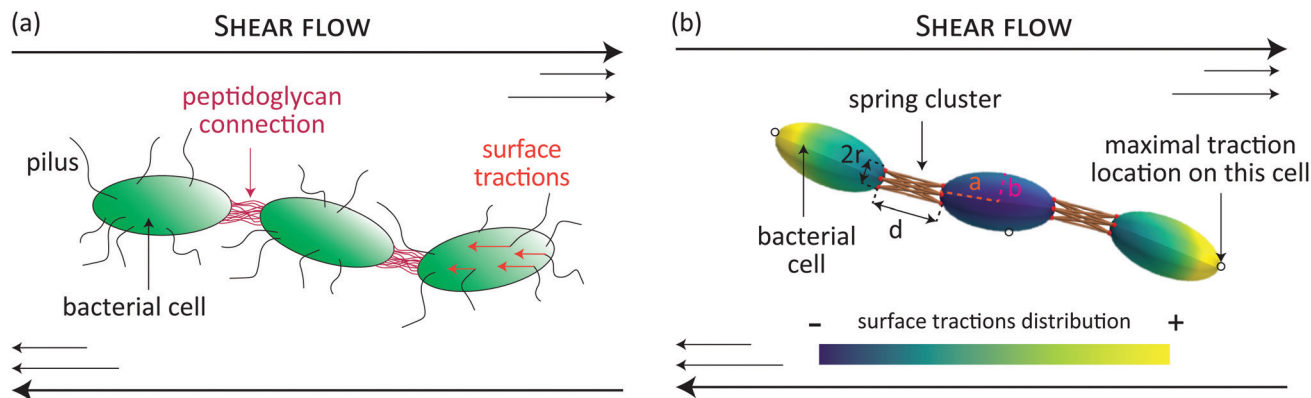 (a)
SHEAR FLOW
peptidoglycan
connection
pilus
surface
tractions
bacterial cell
(b)
SHEAR FLOW
spring cluster
maximal traction
location on this cell
2r
a
b
d
bacterial
cell
- surface tractions distribution +